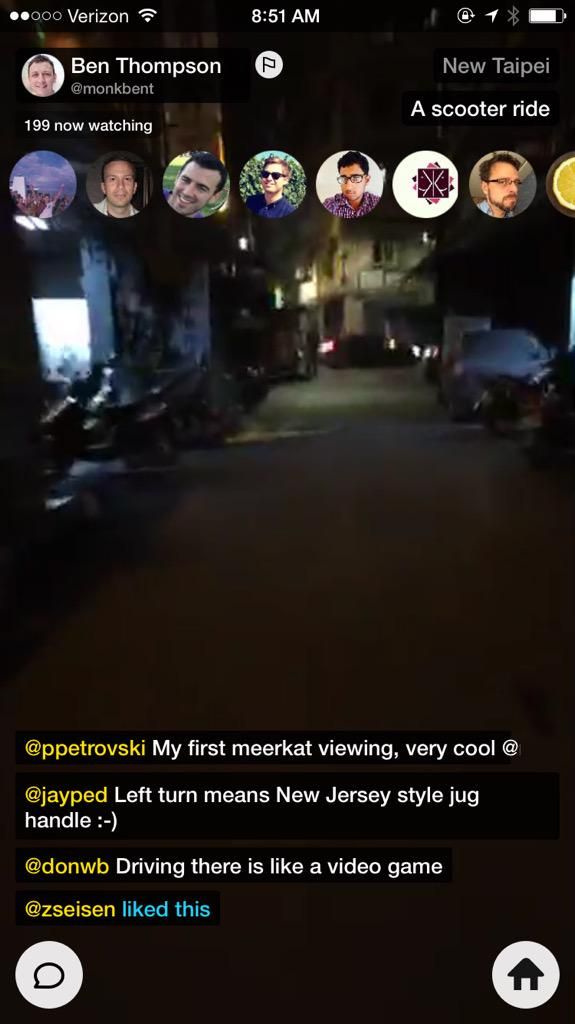 Verizon 8:51 AM
Ben Thompson
@monkbent
New Taipei
A scooter ride
199 now watching
@ppetrovski My first meerkat viewing, very cool @
@jayped Left turn means New Jersey style jug
handle :-)
@donwb Driving there is like a video game
@zseisen liked this